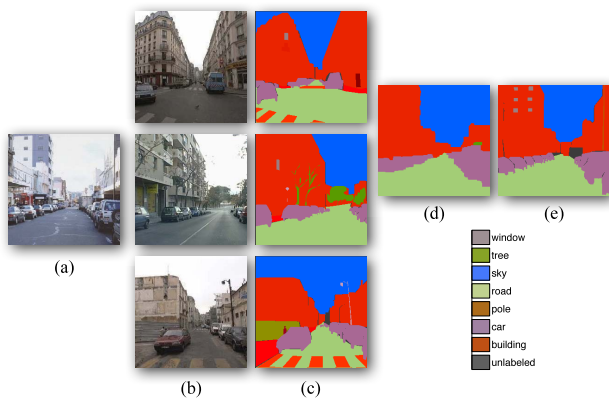 (a)
(b)
(c)
(d)
(e)
window
tree
sky
road
pole
car
building
unlabeled